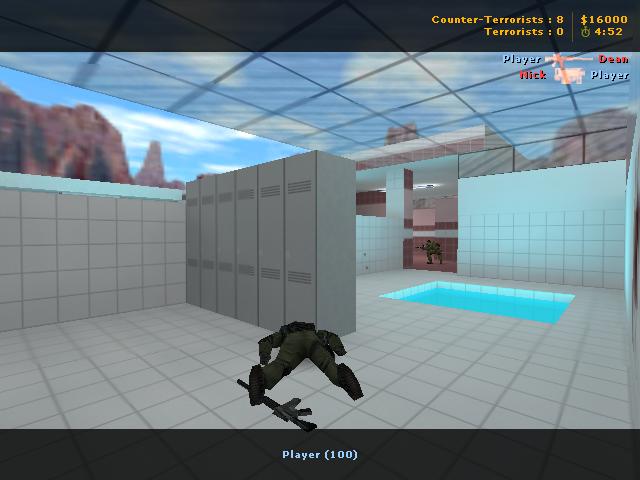 Counter-Terrorists : 8 $16000
Terrorists : 0 4:52
Player Dean
Nick Player
Player (100)